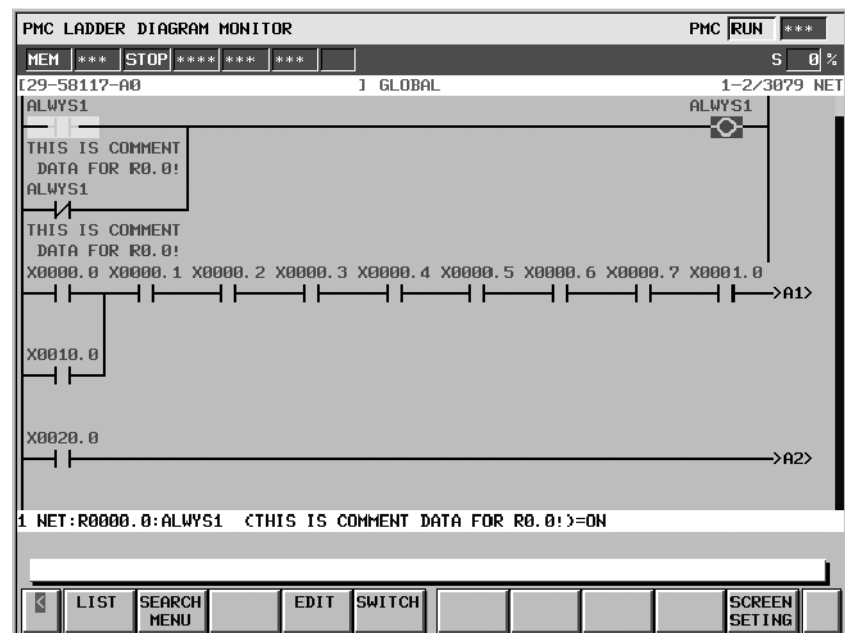 PMC LADDER DIAGRAM MONITOR PMC RUN ***
MEM *** STOP **** *** *** S 0 %
[29-58117-A0 ] GLOBAL 1-2/3079 NET
ALWYS1 ALWYS1
THIS IS COMMENT
DATA FOR R0.0!
ALWYS1
THIS IS COMMENT
DATA FOR R0.0!
X0000.0 X0000.1 X0000.2 X0000.3 X0000.4 X0000.5 X0000.6 X0000.7 X0001.0
>A1>
X0010.0
X0020.0
>A2>
1 NET:R0000.0:ALWYS1 (THIS IS COMMENT DATA FOR R0.0!)=ON
< LIST SEARCH MENU EDIT SWITCH SCREEN SETING